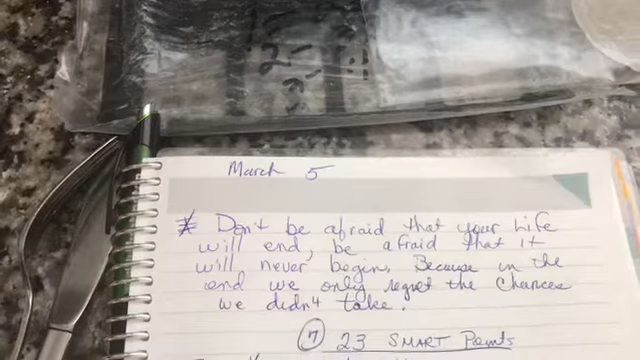 March 5
* Don't be afraid that your Life
will end, be afraid that it
will never begin. Because in the
end we only regret the chances
we didn't take.
7 23 SMART Points